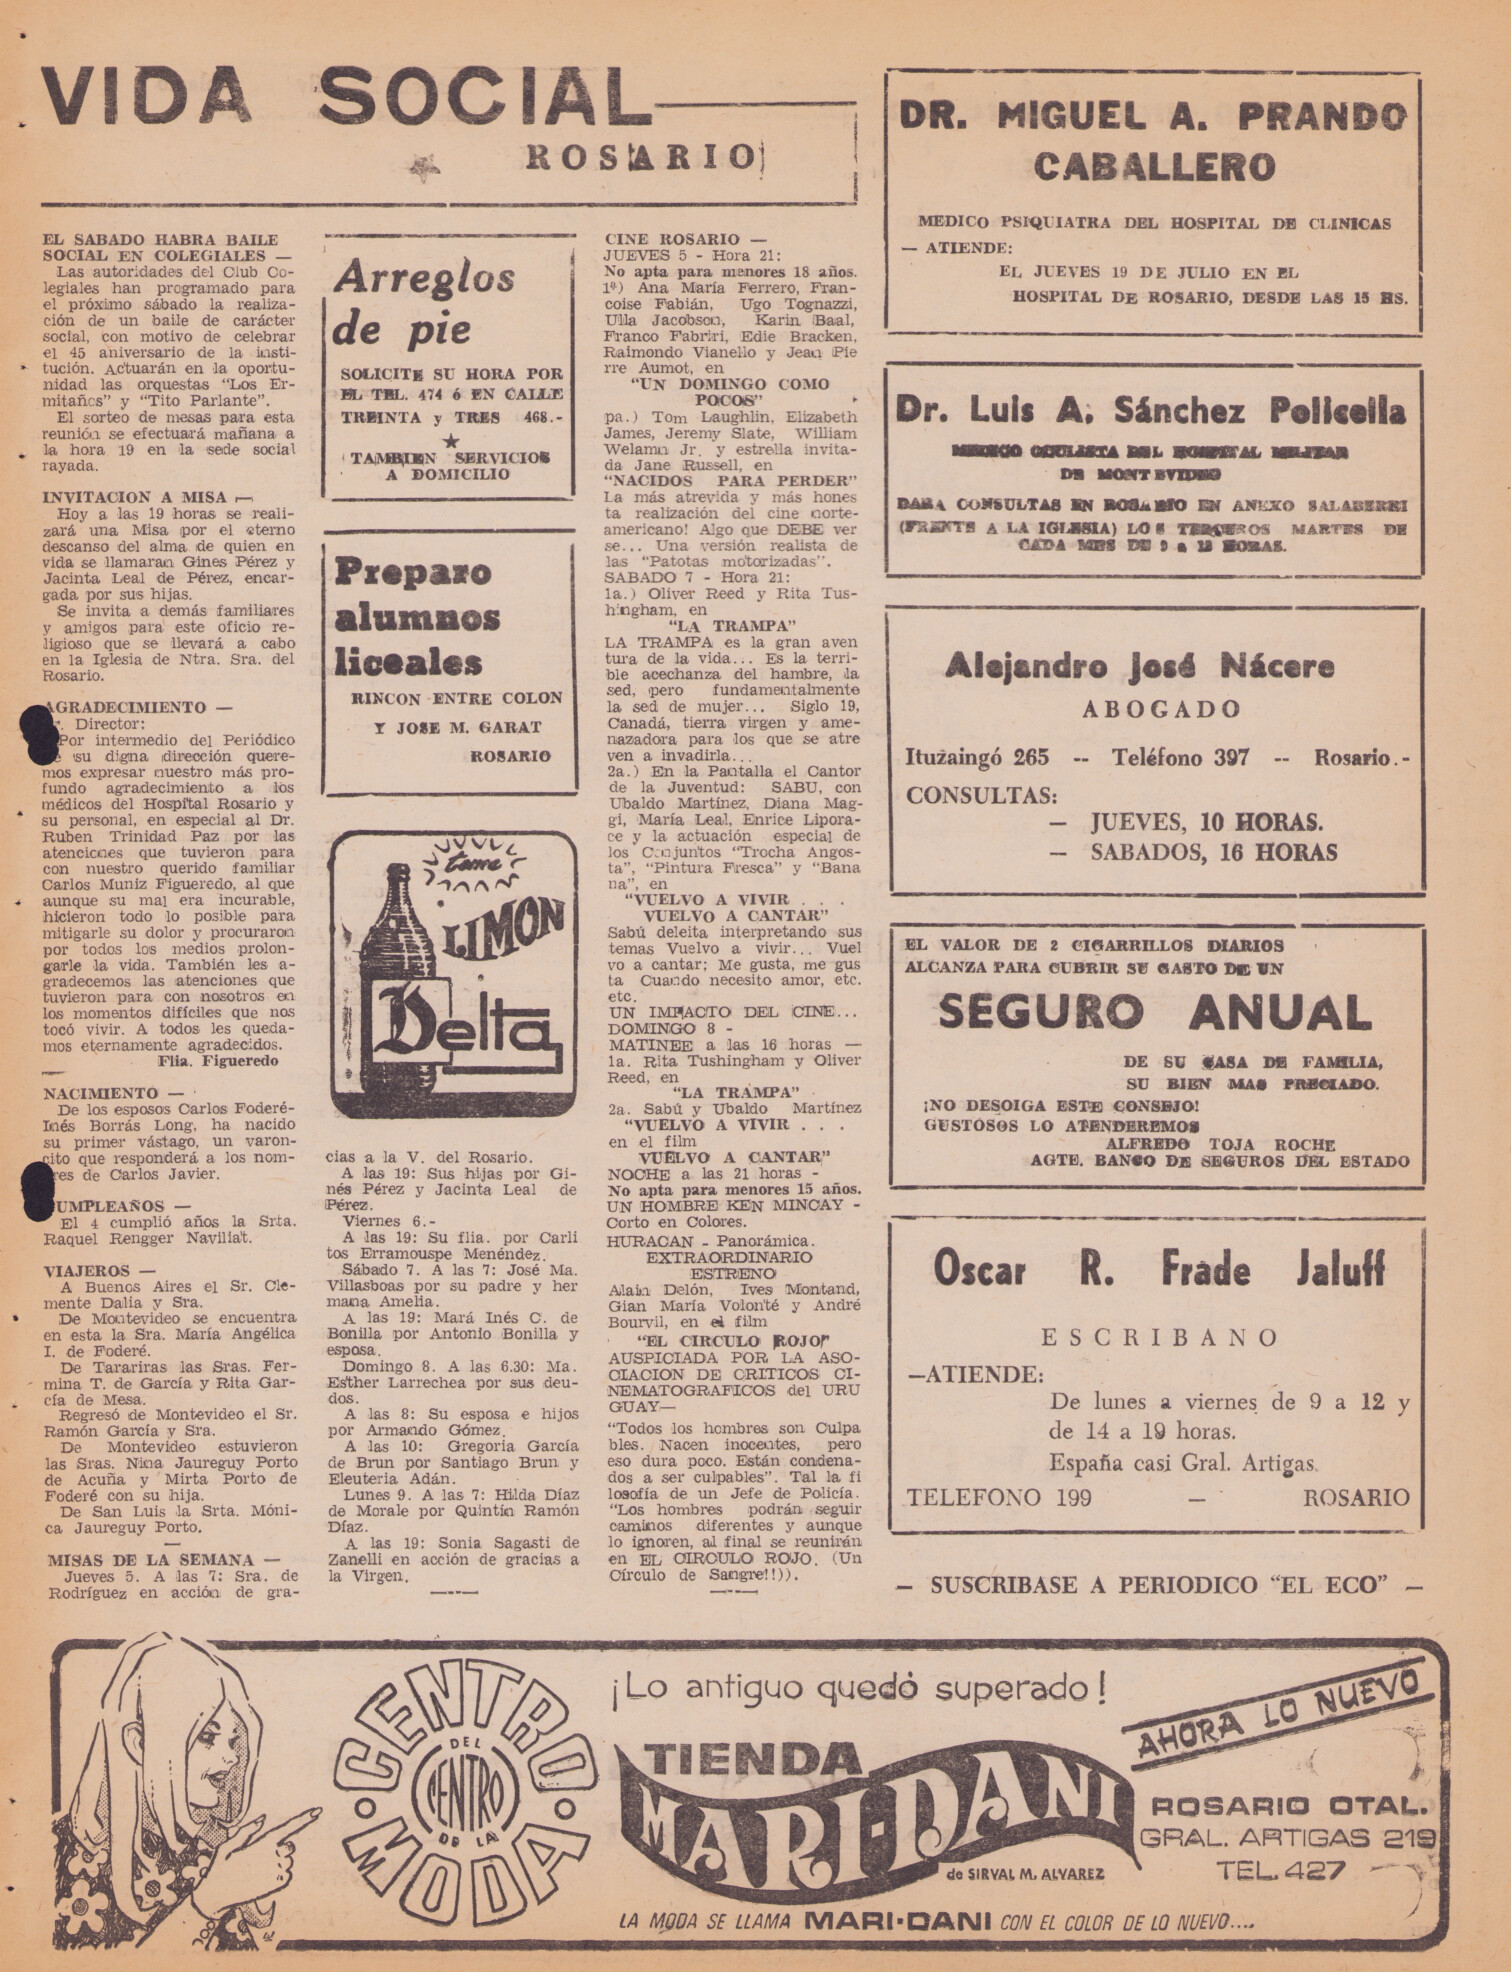 VIDA SOCIAL
ROSARIO
EL SABADO HABRA BAILE
SOCIAL EN COLEGIALES —
Las autoridades del Club Co-
legiales han programado para
el próximo sábado la realiza-
ción de un baile de carácter
social, con motivo de celebrar
el 45 aniversario de la insti-
tución. Actuarán en la oportu-
nidad las orquestas "Los Er-
mitaños" y "Tito Parlante".
El sorteo de mesas para esta
reunión se efectuará mañana a
la hora 19 en la sede social
rayada.
INVITACION A MISA —
Hoy a las 19 horas se reali-
zará una Misa por el eterno
descanso del alma de quien en
vida se llamaran Gines Pérez y
Jacinta Leal de Pérez, encar-
gada por sus hijas.
Se invita a demás familiares
y amigos para este oficio re-
ligioso que se llevará a cabo
en la Iglesia de Ntra. Sra. del
Rosario.
AGRADECIMIENTO —
Director:
Por intermedio del Periódico
su digna dirección quere-
mos expresar nuestro más pro-
fundo agradecimiento a los
médicos del Hospital Rosario y
su personal, en especial al Dr.
Ruben Trinidad Paz por las
atenciones que tuvieron para
con nuestro querido familiar
Carlos Muniz Figueredo, al que
aunque su mal era incurable,
hicieron todo lo posible para
mitigarle su dolor y procuraron
por todos los medios prolon-
garle la vida. También les a-
gradecemos las atenciones que
tuvieron para con nosotros en
los momentos difíciles que nos
tocó vivir. A todos les queda-
mos eternamente agradecidos.
Flia. Figueredo
NACIMIENTO —
De los esposos Carlos Foderé-
Inés Borrás Long, ha nacido
su primer vástago, un varon-
cito que responderá a los nom-
res de Carlos Javier.
UMPLEAÑOS —
El 4 cumplió años la Srta.
Raquel Rengger Naviliat.
VIAJEROS —
A Buenos Aires el Sr. Cle-
mente Dalia y Sra.
De Montevideo se encuentra
en esta la Sra. María Angélica
I. de Foderé.
De Tarariras las Sras. Fer-
mina T. de García y Rita Gar-
cía de Mesa.
Regresó de Montevideo el Sr.
Ramón García y Sra.
De Montevideo estuvieron
las Sras. Nina Jaureguy Porto
de Acuña y Mirta Porto de
Foderé con su hija.
De San Luis la Srta. Móni-
ca Jaureguy Porto.
MISAS DE LA SEMANA —
Jueves 5. A las 7: Sra. de
Rodríguez en acción de gra-
Arreglos
de pie
SOLICITE SU HORA POR
EL TEL. 474 ó EN CALLE
TREINTA y TRES 468.-
TAMBIEN SERVICIOS
A DOMICILIO
Preparo
alumnos
liceales
RINCON ENTRE COLON
Y JOSE M. GARAT
ROSARIO
tome
LIMON
Delta
cias a la V. del Rosario.
A las 19: Sus hijas por Gi-
nés Pérez y Jacinta Leal de
Pérez.
Viernes 6.-
A las 19: Su flia. por Carli
tos Erramouspe Menéndez.
Sábado 7. A las 7: José Ma.
Villasboas por su padre y her
mana Amelia.
A las 19: Mará Inés C. de
Bonilla por Antonio Bonilla y
esposa.
Domingo 8. A las 6.30: Ma.
Esther Larrechea por sus deu-
dos.
A las 8: Su esposa e hijos
por Armando Gómez.
A las 10: Gregoria García
de Brun por Santiago Brun y
Eleuteria Adán.
Lunes 9. A las 7: Hilda Díaz
de Morale por Quintín Ramón
Díaz.
A las 19: Sonia Sagasti de
Zanelli en acción de gracias a
la Virgen.
CINE ROSARIO —
JUEVES 5 - Hora 21:
No apta para menores 18 años.
1ª) Ana María Ferrero, Fran-
coise Fabián, Ugo Tognazzi,
Ulla Jacobson, Karin Baal,
Franco Fabriri, Edie Bracken,
Raimondo Vianello y Jean Pie
rre Aumot, en
"UN DOMINGO COMO
POCOS"
pa.) Tom Laughlin, Elizabeth
James, Jeremy Slate, William
Welamn Jr. y estrella invita-
da Jane Russell, en
"NACIDOS PARA PERDER"
La más atrevida y más hones
ta realización del cine norte-
americano! Algo que DEBE ver
se... Una versión realista de
las "Patotas motorizadas".
SABADO 7 - Hora 21:
1a.) Oliver Reed y Rita Tus-
hingham, en
"LA TRAMPA"
LA TRAMPA es la gran aven
tura de la vida... Es la terri-
ble acechanza del hambre, la
sed, pero fundamentalmente
la sed de mujer... Siglo 19,
Canadá, tierra virgen y ame-
nazadora para los que se atre
ven a invadirla...
2a.) En la Pantalla el Cantor
de la Juventud: SABU, con
Ubaldo Martínez, Diana Mag-
gi, María Leal, Enrice Lipora-
ce y la actuación especial de
los Conjuntos "Trocha Angos-
ta", "Pintura Fresca" y "Bana
na", en
"VUELVO A VIVIR . . .
VUELVO A CANTAR"
Sabú deleita interpretando sus
temas Vuelvo a vivir... Vuel
vo a cantar; Me gusta, me gus
ta Cuando necesito amor, etc.
etc.
UN IMPACTO DEL CINE...
DOMINGO 8 -
MATINEE a las 16 horas —
1a. Rita Tushingham y Oliver
Reed, en
"LA TRAMPA"
2a. Sabú y Ubaldo Martínez
"VUELVO A VIVIR . . .
en el film
VUELVO A CANTAR"
NOCHE a las 21 horas -
No apta para menores 15 años.
UN HOMBRE KEN MINCAY -
Corto en Colores.
HURACAN - Panorámica.
EXTRAORDINARIO
ESTRENO
Alain Delón, Ives Montand,
Gian María Volonté y André
Bourvil, en el film
"EL CIRCULO ROJO"
AUSPICIADA POR LA ASO-
CIACION DE CRITICOS CI-
NEMATOGRAFICOS del URU
GUAY—
"Todos los hombres son Culpa
bles. Nacen inocentes, pero
eso dura poco. Están condena-
dos a ser culpables". Tal la fi
losofía de un Jefe de Policía.
"Los hombres podrán seguir
caminos diferentes y aunque
lo ignoren, al final se reunirán
en EL CIRCULO ROJO. (Un
Círculo de Sangre!!)).
DR. MIGUEL A. PRANDO
CABALLERO
MEDICO PSIQUIATRA DEL HOSPITAL DE CLINICAS
— ATIENDE:
EL JUEVES 19 DE JULIO EN EL
HOSPITAL DE ROSARIO, DESDE LAS 15 HS.
Dr. Luis A. Sánchez Policella
MEDICO OCULISTA DEL HOSPITAL MILITAR
DE MONTEVIDEO
DARA CONSULTAS EN ROSARIO EN ANEXO SALABERRI
(FRENTE A LA IGLESIA) LOS TERCEROS MARTES DE
CADA MES DE 9 a 12 HORAS.
Alejandro José Nácere
ABOGADO
Ituzaingó 265 -- Teléfono 397 -- Rosario.-
CONSULTAS:
— JUEVES, 10 HORAS.
— SABADOS, 16 HORAS
EL VALOR DE 2 CIGARRILLOS DIARIOS
ALCANZA PARA CUBRIR SU GASTO DE UN
SEGURO ANUAL
DE SU CASA DE FAMILIA,
SU BIEN MAS PRECIADO.
¡NO DESOIGA ESTE CONSEJO!
GUSTOSOS LO ATENDEREMOS
ALFREDO TOJA ROCHE
AGTE. BANCO DE SEGUROS DEL ESTADO
Oscar R. Frade Jaluff
ESCRIBANO
—ATIENDE:
De lunes a viernes de 9 a 12 y
de 14 a 19 horas.
España casi Gral. Artigas.
TELEFONO 199 — ROSARIO
— SUSCRIBASE A PERIODICO "EL ECO" —
CENTRO MODA
DEL
CENTRO
DE LA
¡Lo antiguo quedó superado!
AHORA LO NUEVO
TIENDA
MARI-DANI
de SIRVAL M. ALVAREZ
ROSARIO OTAL.
GRAL. ARTIGAS 219
TEL. 427
LA MODA SE LLAMA MARI-DANI CON EL COLOR DE LO NUEVO....